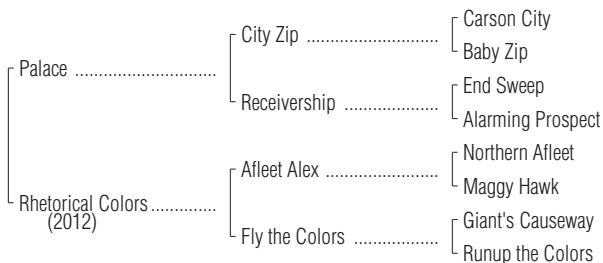 Carson City
City Zip ................................
Baby Zip
Palace ..................................
End Sweep
Receivership .......................
Alarming Prospect
Northern Afleet
Afleet Alex ...........................
Maggy Hawk
Rhetorical Colors ................
(2012)
Giant's Causeway
Fly the Colors .....................
Runup the Colors